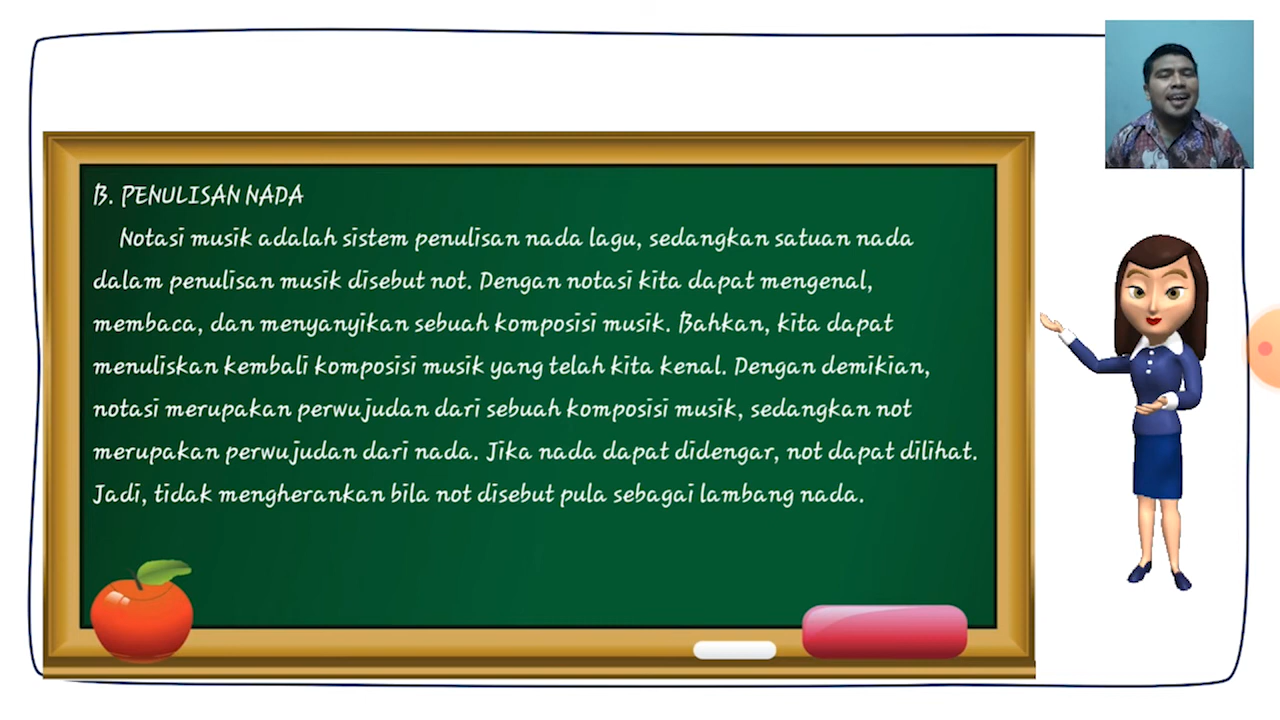 B. PENULISAN NADA
Notasi musik adalah sistem penulisan nada lagu, sedangkan satuan nada
dalam penulisan musik disebut not. Dengan notasi kita dapat mengenal,
membaca, dan menyanyikan sebuah komposisi musik. Bahkan, kita dapat
menuliskan kembali komposisi musik yang telah kita kenal. Dengan demikian,
notasi merupakan perwujudan dari sebuah komposisi musik, sedangkan not
merupakan perwujudan dari nada. Jika nada dapat didengar, not dapat dilihat.
Jadi, tidak mengherankan bila not disebut pula sebagai lambang nada.